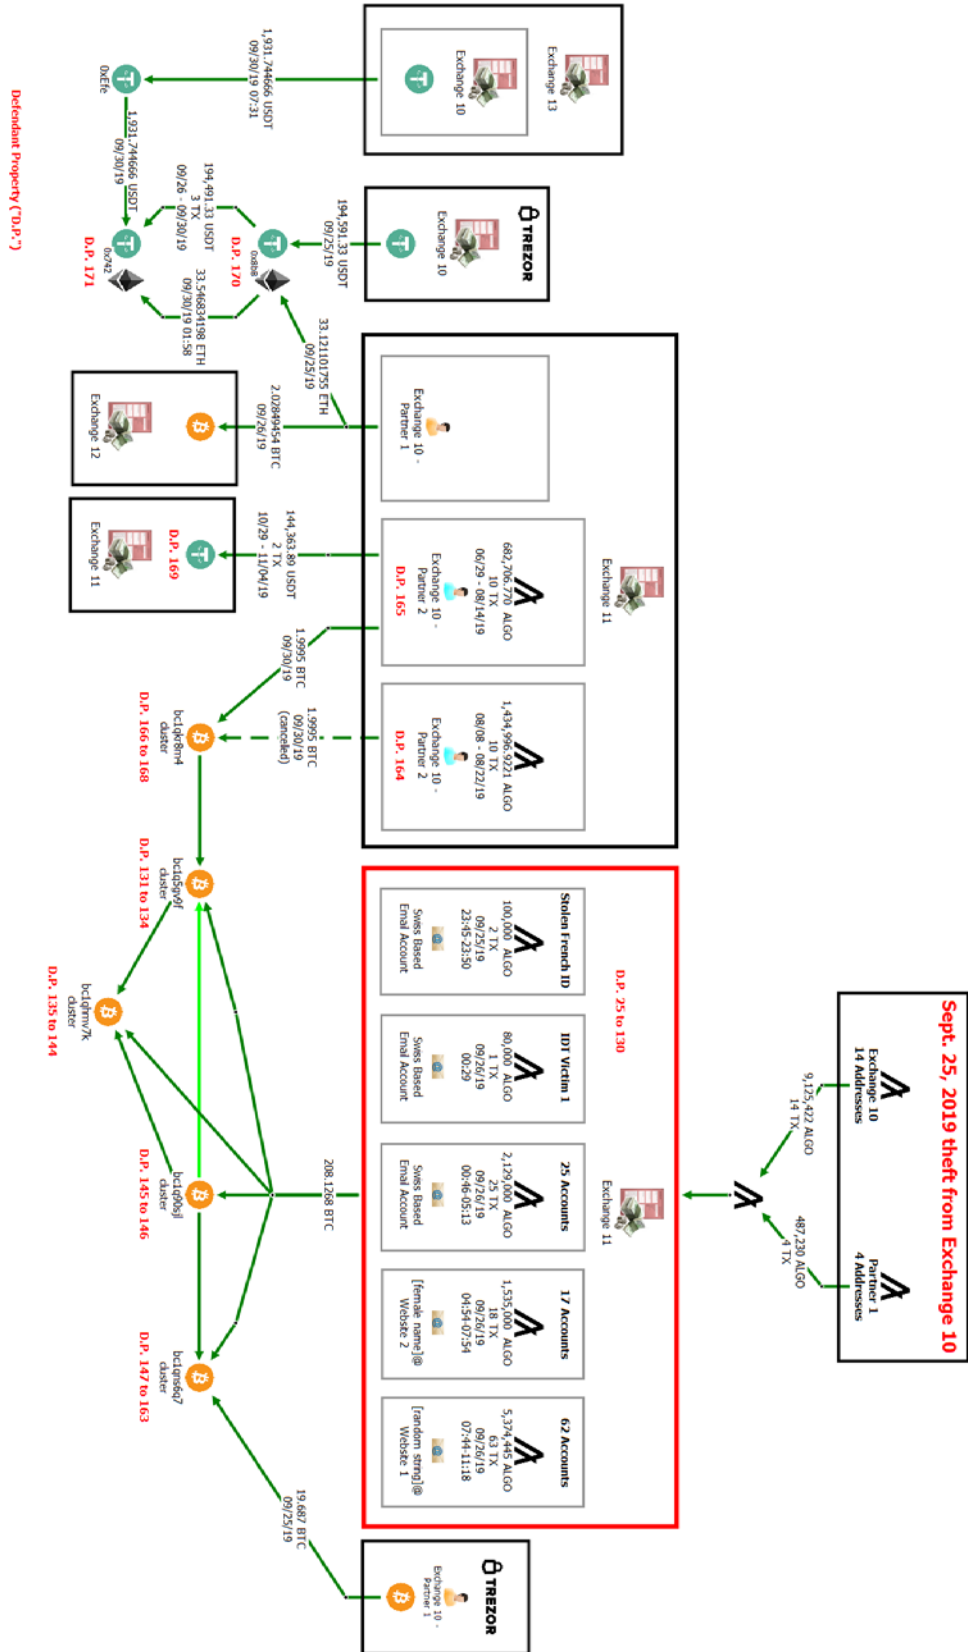 Sept. 25, 2019 theft from Exchange 10
Exchange 10
14 Addresses
Partner 1
4 Addresses
9,125,422 ALGO
14 TX
487,230 ALGO
4 TX
Exchange 13
Exchange 10
1,931.744666 USDT
09/30/19 07:31
0xEfe
1,931.744666 USDT
09/30/19
TREZOR
Exchange 10
194,591.33 USDT
09/25/19
0x8b8
D.P. 170
194,491.33 USDT
3 TX
09/26 - 09/30/19
0x742
D.P. 171
33.546834198 ETH
09/30/19 01:58
33.121101755 ETH
09/25/19
Exchange 11
Exchange 10 -
Partner 1
682,706.770 ALGO
10 TX
06/29 - 08/14/19
Exchange 10 -
Partner 2
D.P. 165
1,434,996.9221 ALGO
10 TX
08/08 - 08/22/19
Exchange 10 -
Partner 2
D.P. 164
2.02849454 BTC
09/26/19
Exchange 12
144,363.89 USDT
2 TX
10/29 - 11/04/19
D.P. 169
Exchange 11
1.9995 BTC
09/30/19
1.9995 BTC
09/30/19
(cancelled)
bc1qkr8m4
cluster
D.P. 166 to 168
D.P. 25 to 130
Exchange 11
Stolen French ID
100,000 ALGO
2 TX
09/25/19
23:45-23:50
Swiss Based
Email Account
IDT Victim 1
80,000 ALGO
1 TX
09/26/19
00:29
Swiss Based
Email Account
25 Accounts
2,129,000 ALGO
25 TX
09/26/19
00:46-05:13
Swiss Based
Email Account
17 Accounts
1,535,000 ALGO
18 TX
09/26/19
04:54-07:54
[female name]@
Website 2
62 Accounts
5,374,445 ALGO
63 TX
09/26/19
07:44-11:18
[random string]@
Website 1
208.1268 BTC
bc1q5gv9f
cluster
D.P. 131 to 134
bc1qhmv7k
cluster
D.P. 135 to 144
bc1q90sjl
cluster
D.P. 145 to 146
bc1qns6q7
cluster
D.P. 147 to 163
19.687 BTC
09/25/19
TREZOR
Exchange 10 -
Partner 1
Defendant Property ("D.P.")